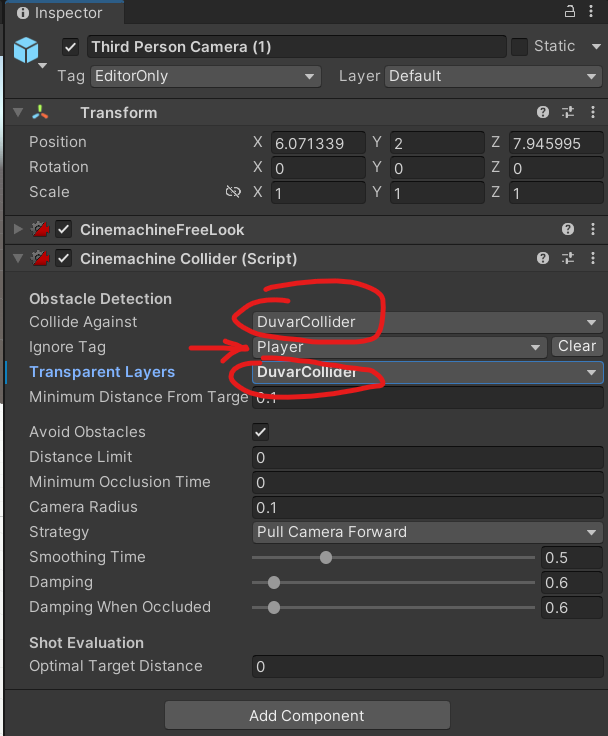 Inspector
Third Person Camera (1) Static
Tag EditorOnly Layer Default
Transform
Position X 6.071339 Y 2 Z 7.945995
Rotation X 0 Y 0 Z 0
Scale X 1 Y 1 Z 1
CinemachineFreeLook
Cinemachine Collider (Script)
Obstacle Detection
Collide Against DuvarCollider
Ignore Tag Player Clear
Transparent Layers DuvarCollider
Minimum Distance From Targe 0.1
Avoid Obstacles
Distance Limit 0
Minimum Occlusion Time 0
Camera Radius 0.1
Strategy Pull Camera Forward
Smoothing Time 0.5
Damping 0.6
Damping When Occluded 0.6
Shot Evaluation
Optimal Target Distance 0
Add Component